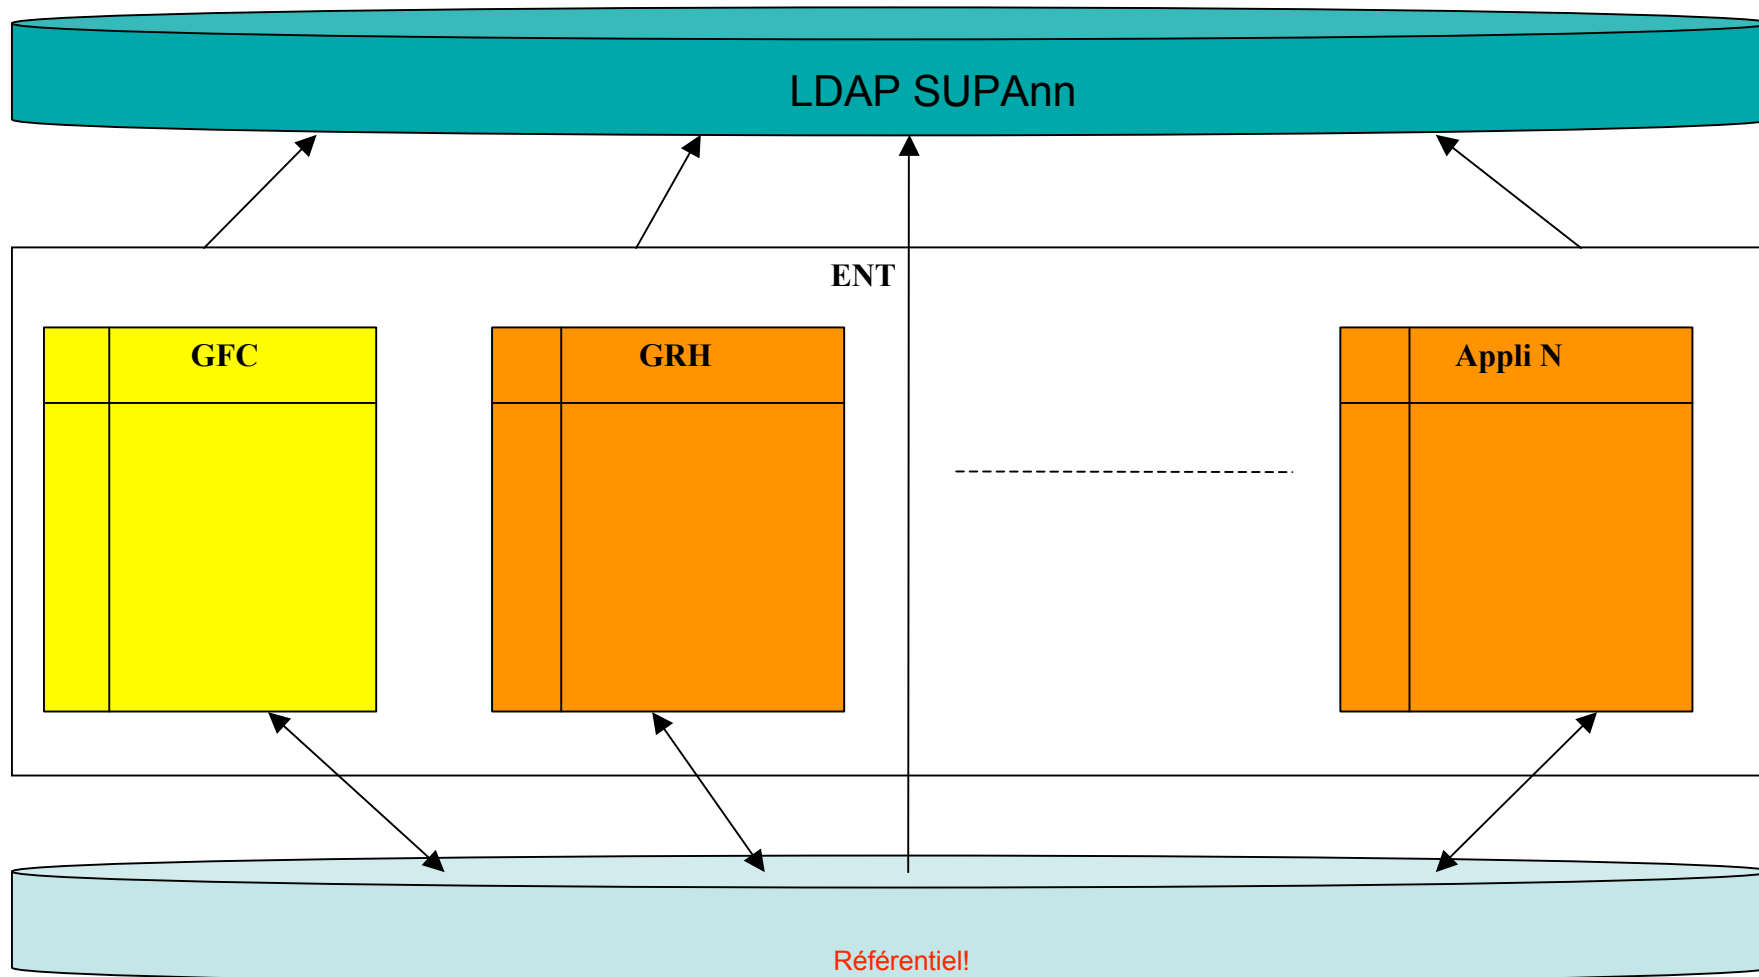 LDAP SUPAnn
ENT
GFC
GRH
Appli N
Référentiel!